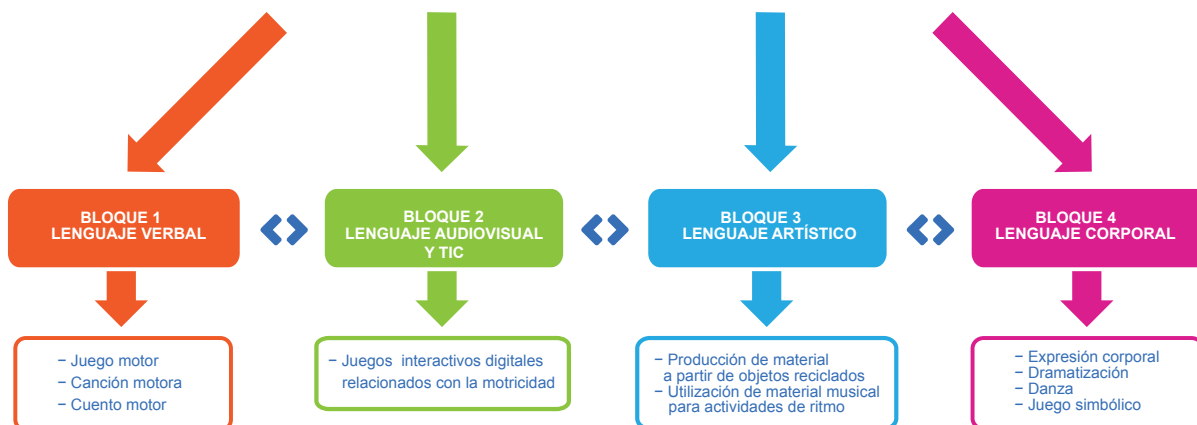 BLOQUE 1
LENGUAJE VERBAL
BLOQUE 2
LENGUAJE AUDIOVISUAL
Y TIC
BLOQUE 3
LENGUAJE ARTÍSTICO
BLOQUE 4
LENGUAJE CORPORAL
− Juego motor
− Canción motora
− Cuento motor
− Juegos interactivos digitales
relacionados con la motricidad
− Producción de material
a partir de objetos reciclados
− Utilización de material musical
para actividades de ritmo
− Expresión corporal
− Dramatización
− Danza
− Juego simbólico